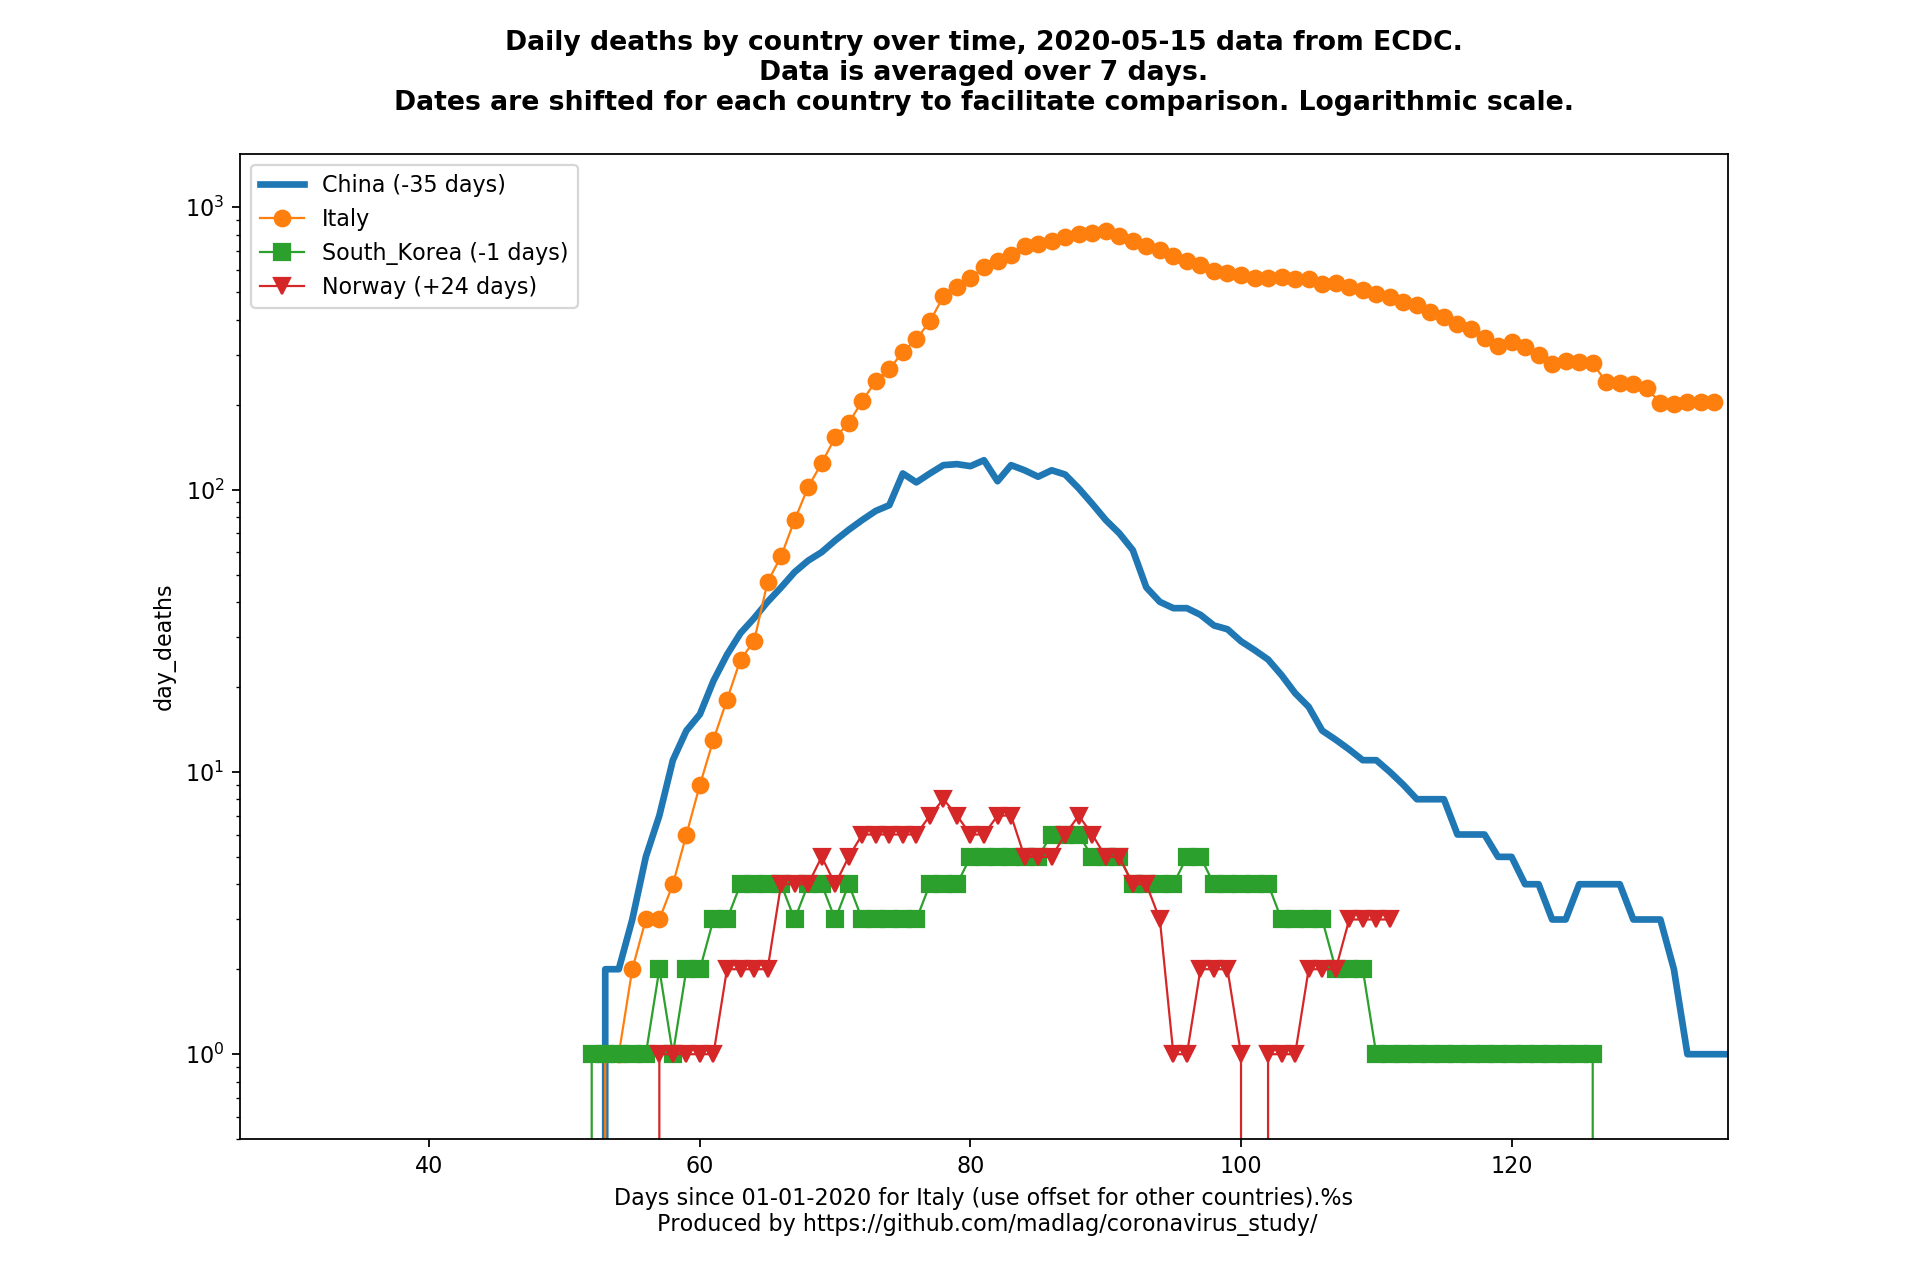 Daily deaths by country over time, 2020-05-15 data from ECDC.
Data is averaged over 7 days.
Dates are shifted for each country to facilitate comparison. Logarithmic scale.
China (-35 days)
Italy
South_Korea (-1 days)
Norway (+24 days)
10³
10²
10¹
10⁰
day_deaths
40 60 80 100 120
Days since 01-01-2020 for Italy (use offset for other countries).%s
Produced by https://github.com/madlag/coronavirus_study/